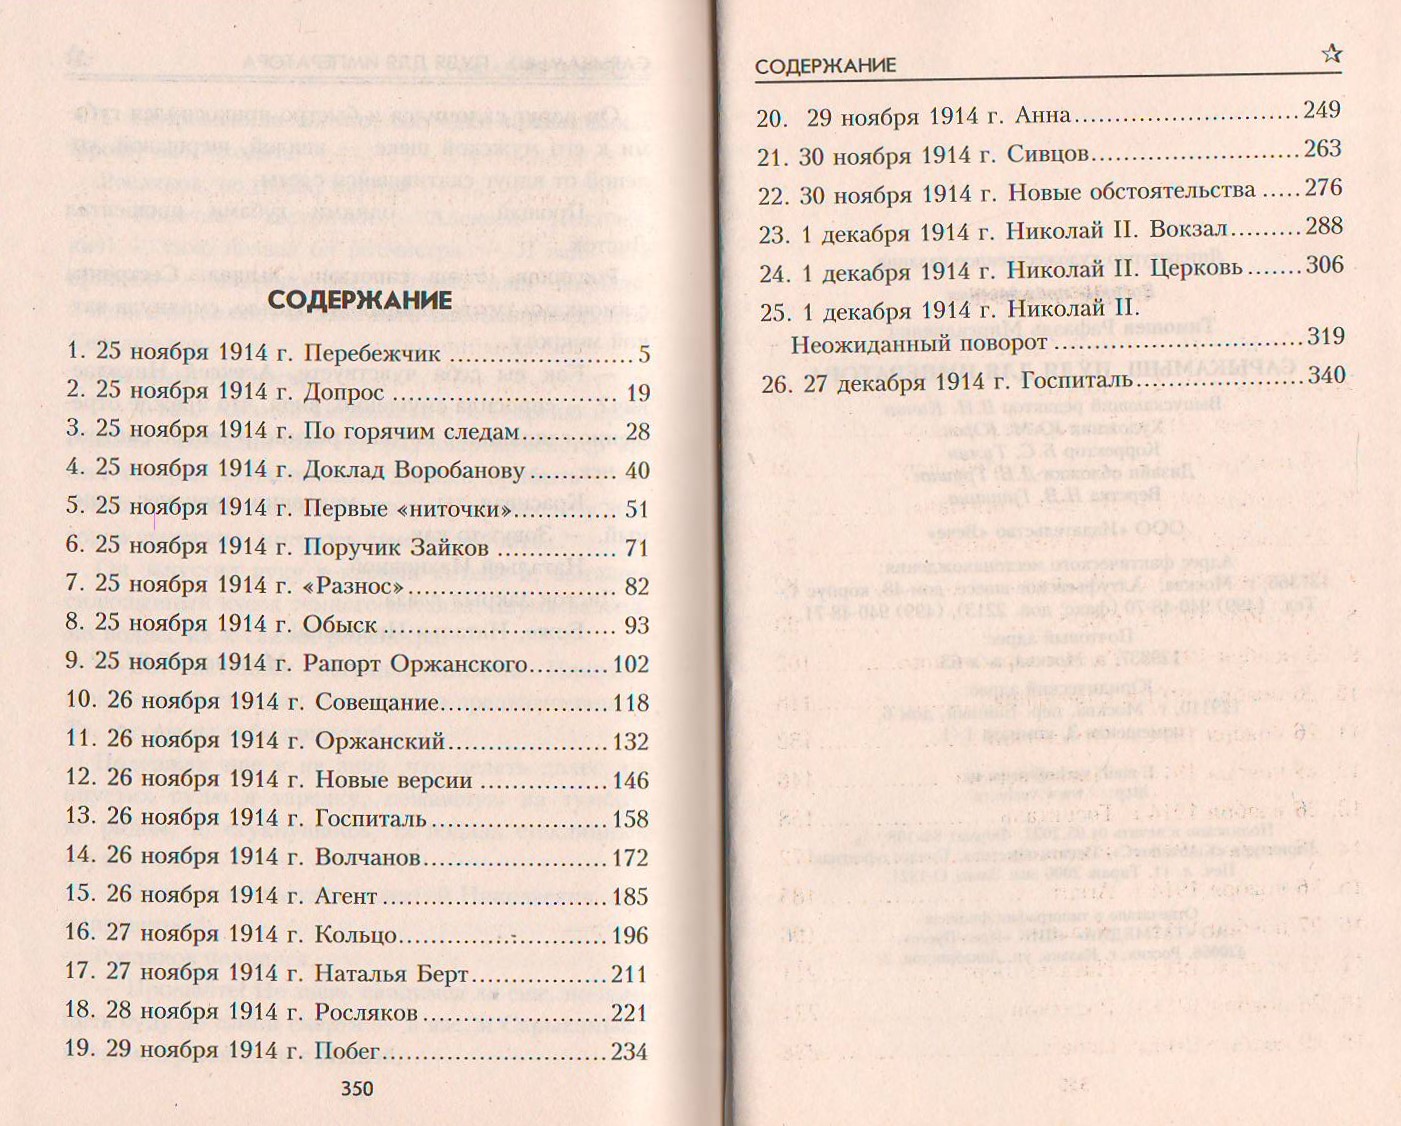 СОДЕРЖАНИЕ
1. 25 ноября 1914 г. Перебежчик ........................5
2. 25 ноября 1914 г. Допрос ................................19
3. 25 ноября 1914 г. По горячим следам................28
4. 25 ноября 1914 г. Доклад Воробанову................40
5. 25 ноября 1914 г. Первые «ниточки»..................51
6. 25 ноября 1914 г. Поручик Зайков ....................71
7. 25 ноября 1914 г. «Разнос» ..............................82
8. 25 ноября 1914 г. Обыск ..................................93
9. 25 ноября 1914 г. Рапорт Оржанского..............102
10. 26 ноября 1914 г. Совещание..........................118
11. 26 ноября 1914 г. Оржанский........................132
12. 26 ноября 1914 г. Новые версии ....................146
13. 26 ноября 1914 г. Госпиталь ..........................158
14. 26 ноября 1914 г. Волчанов............................172
15. 26 ноября 1914 г. Агент ................................185
16. 27 ноября 1914 г. Кольцо................................196
17. 27 ноября 1914 г. Наталья Берт......................211
18. 28 ноября 1914 г. Росляков............................221
19. 29 ноября 1914 г. Побег..................................234
350
СОДЕРЖАНИЕ
20. 29 ноября 1914 г. Анна..................................249
21. 30 ноября 1914 г. Сивцов................................263
22. 30 ноября 1914 г. Новые обстоятельства .....276
23. 1 декабря 1914 г. Николай II. Вокзал..........288
24. 1 декабря 1914 г. Николай II. Церковь .......306
25. 1 декабря 1914 г. Николай II.
Неожиданный поворот ..................................319
26. 27 декабря 1914 г. Госпиталь........................340